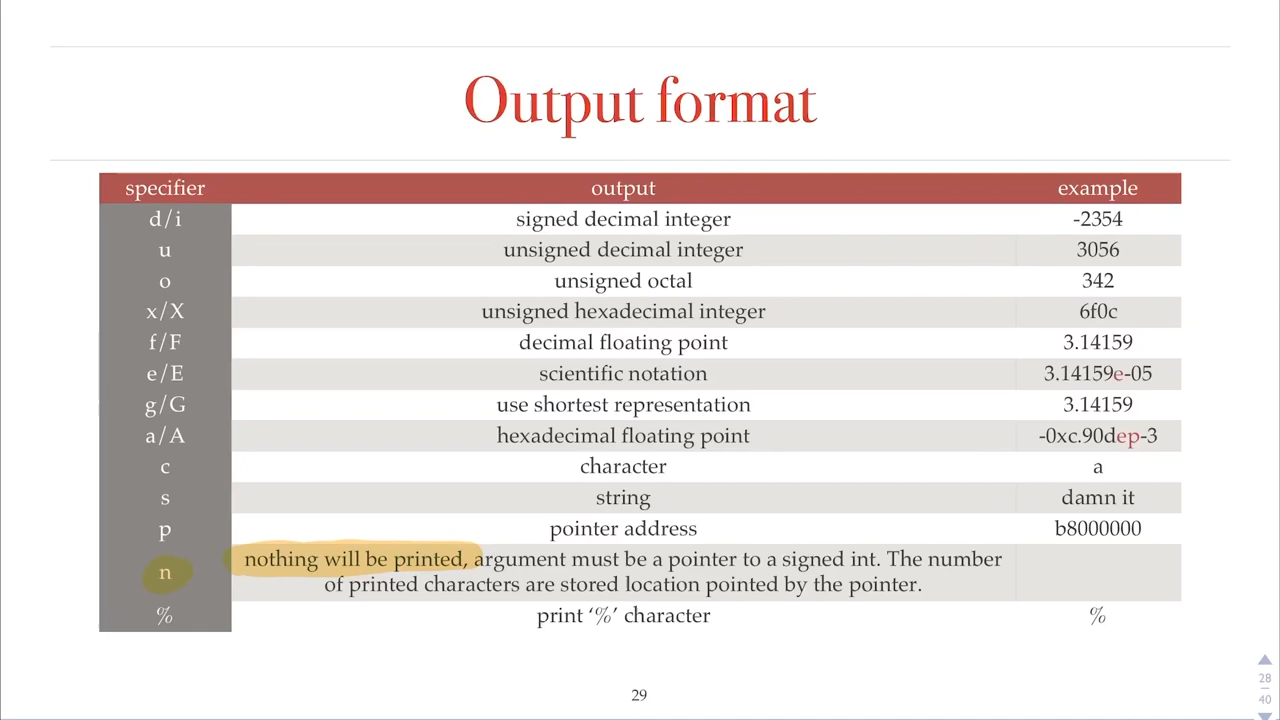 Output format
specifier output example
d/i signed decimal integer -2354
u unsigned decimal integer 3056
o unsigned octal 342
x/X unsigned hexadecimal integer 6f0c
f/F decimal floating point 3.14159
e/E scientific notation 3.14159e-05
g/G use shortest representation 3.14159
a/A hexadecimal floating point -0xc.90dep-3
c character a
s string damn it
p pointer address b8000000
n nothing will be printed, argument must be a pointer to a signed int. The number
of printed characters are stored location pointed by the pointer.
% print ‘%’ character %
29
28
40